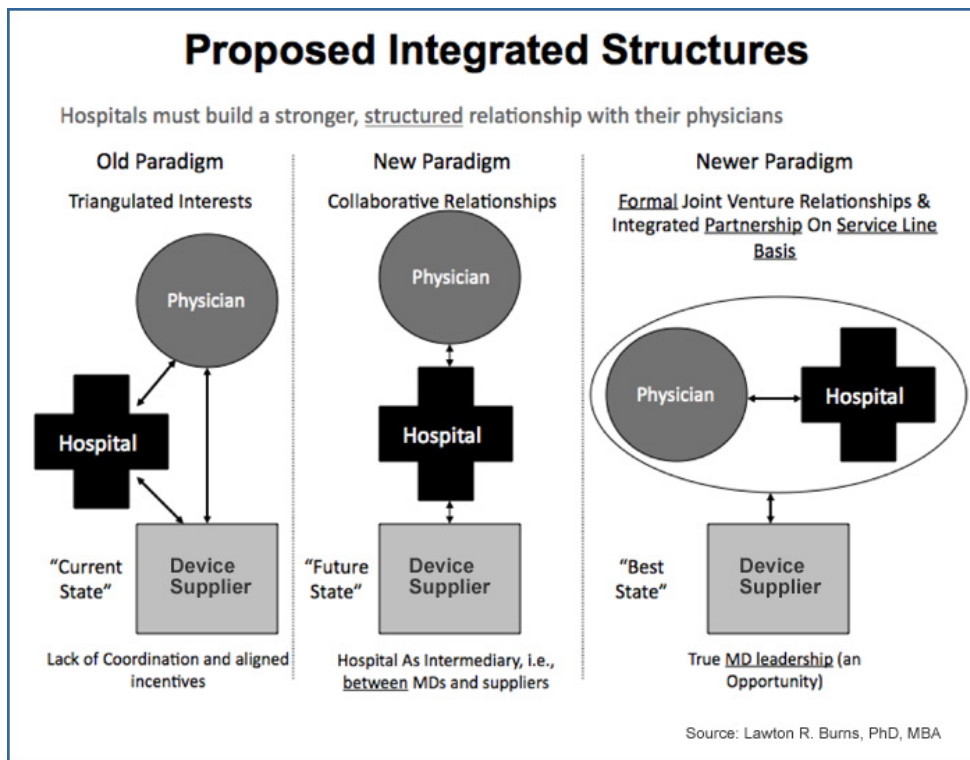 Proposed Integrated Structures
Hospitals must build a stronger, structured relationship with their physicians
Old Paradigm
Triangulated Interests
Physician
Hospital
"Current
State"
Device
Supplier
Lack of Coordination and aligned
incentives
New Paradigm
Collaborative Relationships
Physician
Hospital
"Future
State"
Device
Supplier
Hospital As Intermediary, i.e.,
between MDs and suppliers
Newer Paradigm
Formal Joint Venture Relationships &
Integrated Partnership On Service Line
Basis
Physician
Hospital
"Best
State"
Device
Supplier
True MD leadership (an
Opportunity)
Source: Lawton R. Burns, PhD, MBA